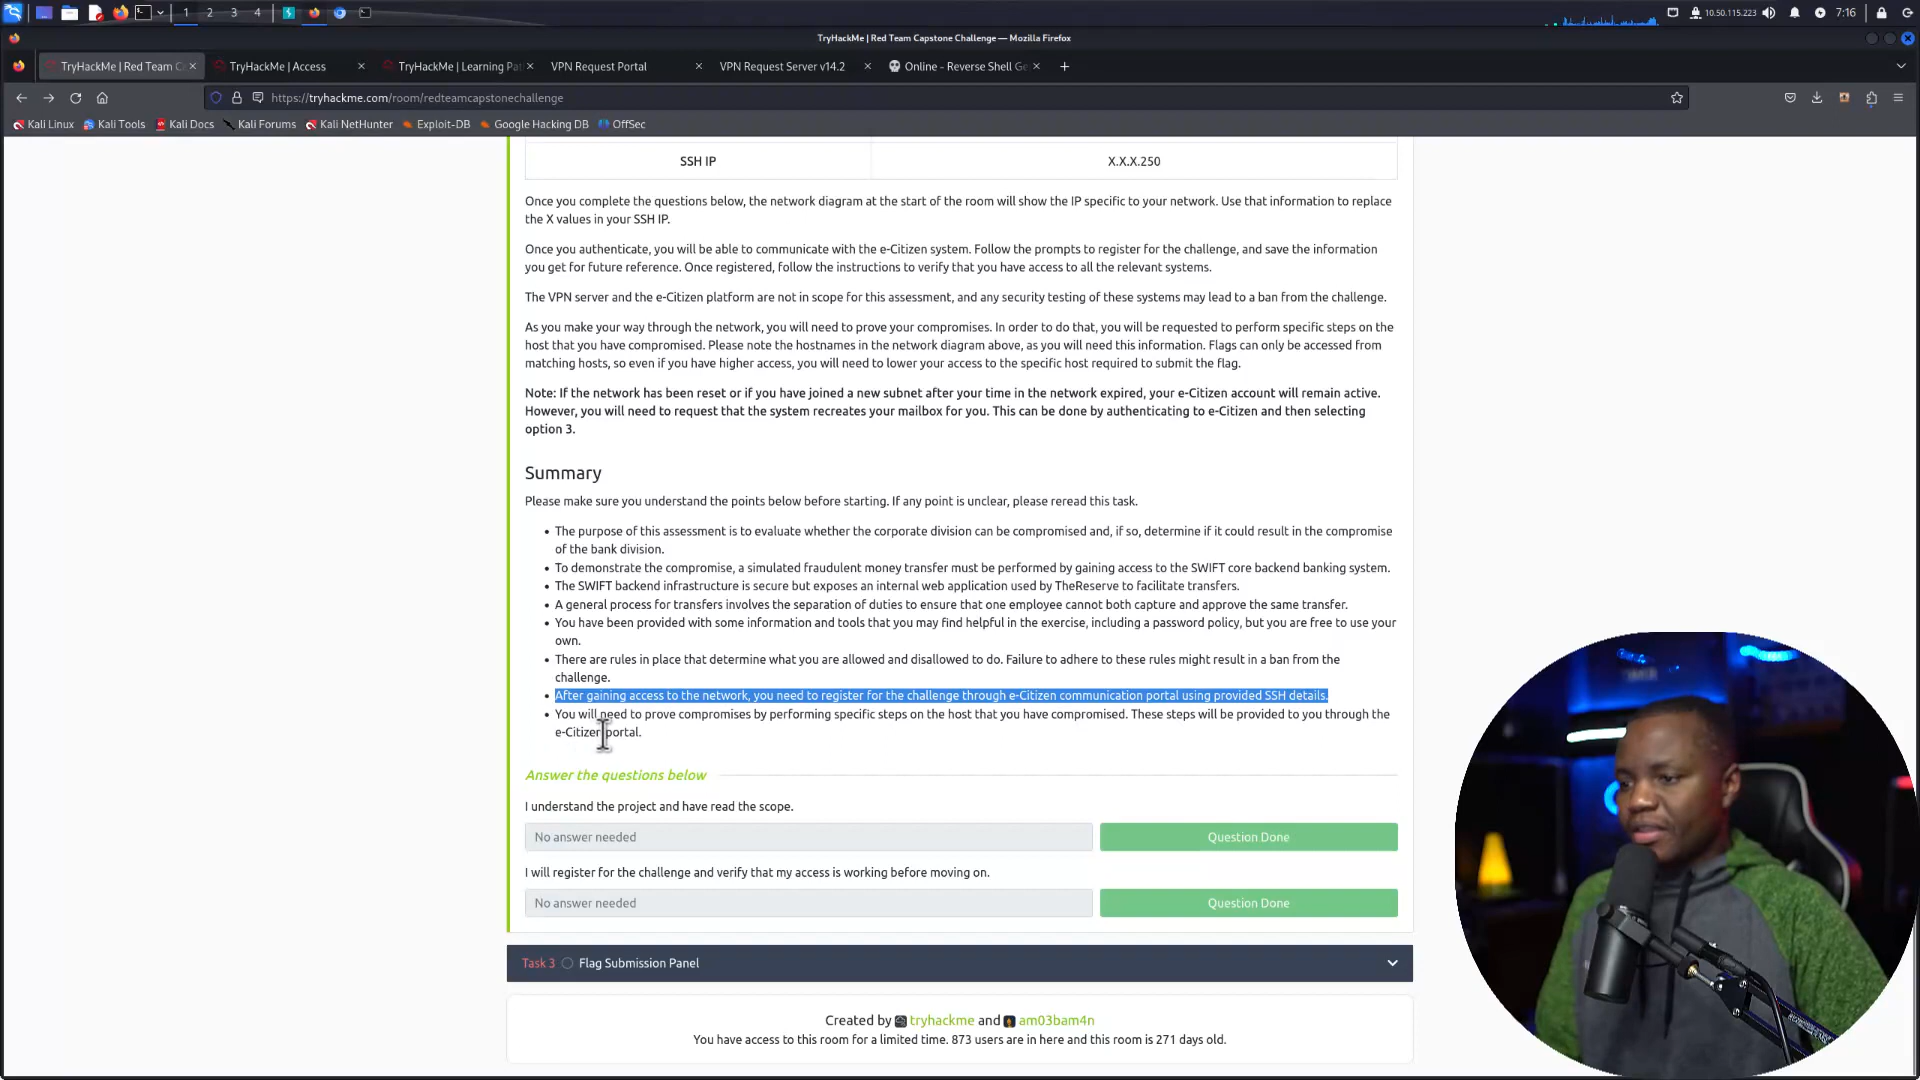 1 2 3 4 10.50.115.223 7:16
TryHackMe | Red Team Capstone Challenge — Mozilla Firefox
TryHackMe | Red Team C TryHackMe | Access TryHackMe | Learning Pat VPN Request Portal VPN Request Server v14.2 Online - Reverse Shell Ge
https://tryhackme.com/room/redteamcapstonechallenge
Kali Linux Kali Tools Kali Docs Kali Forums Kali NetHunter Exploit-DB Google Hacking DB OffSec
SSH IP X.X.X.250
Once you complete the questions below, the network diagram at the start of the room will show the IP specific to your network. Use that information to replace
the X values in your SSH IP.
Once you authenticate, you will be able to communicate with the e-Citizen system. Follow the prompts to register for the challenge, and save the information
you get for future reference. Once registered, follow the instructions to verify that you have access to all the relevant systems.
The VPN server and the e-Citizen platform are not in scope for this assessment, and any security testing of these systems may lead to a ban from the challenge.
As you make your way through the network, you will need to prove your compromises. In order to do that, you will be requested to perform specific steps on the
host that you have compromised. Please note the hostnames in the network diagram above, as you will need this information. Flags can only be accessed from
matching hosts, so even if you have higher access, you will need to lower your access to the specific host required to submit the flag.
Note: If the network has been reset or if you have joined a new subnet after your time in the network expired, your e-Citizen account will remain active.
However, you will need to request that the system recreates your mailbox for you. This can be done by authenticating to e-Citizen and then selecting
option 3.
Summary
Please make sure you understand the points below before starting. If any point is unclear, please reread this task.
• The purpose of this assessment is to evaluate whether the corporate division can be compromised and, if so, determine if it could result in the compromise
of the bank division.
• To demonstrate the compromise, a simulated fraudulent money transfer must be performed by gaining access to the SWIFT core backend banking system.
• The SWIFT backend infrastructure is secure but exposes an internal web application used by TheReserve to facilitate transfers.
• A general process for transfers involves the separation of duties to ensure that one employee cannot both capture and approve the same transfer.
• You have been provided with some information and tools that you may find helpful in the exercise, including a password policy, but you are free to use your
own.
• There are rules in place that determine what you are allowed and disallowed to do. Failure to adhere to these rules might result in a ban from the
challenge.
• After gaining access to the network, you need to register for the challenge through e-Citizen communication portal using provided SSH details.
• You will need to prove compromises by performing specific steps on the host that you have compromised. These steps will be provided to you through the
e-Citizen portal.
Answer the questions below
I understand the project and have read the scope.
No answer needed Question Done
I will register for the challenge and verify that my access is working before moving on.
No answer needed Question Done
Task 3 Flag Submission Panel
Created by tryhackme and am03bam4n
You have access to this room for a limited time. 873 users are in here and this room is 271 days old.